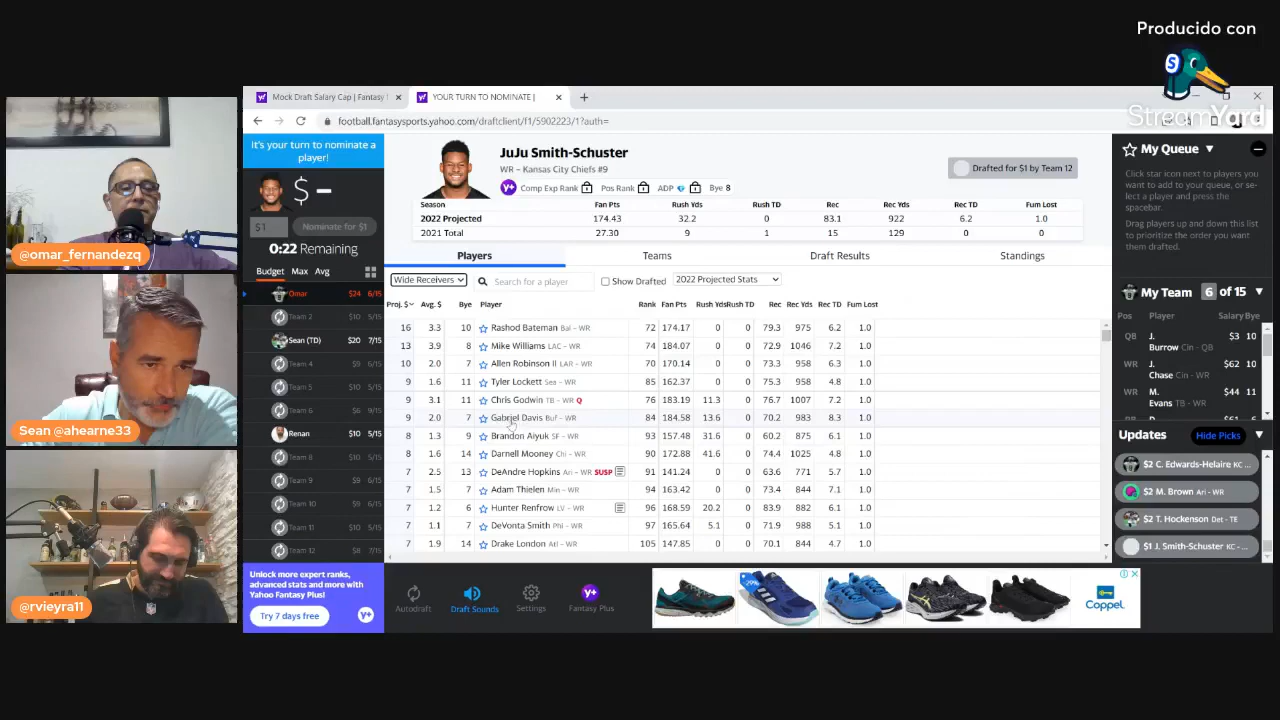 Producido con
StreamYard
@omar_fernandezq
Sean @ahearne33
@rvieyra11
Mock Draft Salary Cap | Fantasy
YOUR TURN TO NOMINATE |
football.fantasysports.yahoo.com/draftclient/f1/5902223/1?auth=
It's your turn to nominate a
player!
$ –
$1
Nominate for $1
0:22 Remaining
Budget Max Avg
Omar $24 6/15
Team 2 $10 5/15
Sean (TD) $20 7/15
Team 4 $9 6/15
Team 5 $10 6/15
Team 6 $6 9/15
Renan $10 5/15
Team 8 $10 5/15
Team 9 $9 6/15
Team 10 $9 6/15
Team 11 $10 5/15
Team 12 $8 7/15
Unlock more expert ranks,
advanced stats and more with
Yahoo Fantasy Plus!
Try 7 days free
JuJu Smith-Schuster
WR – Kansas City Chiefs #9
Comp Exp Rank Pos Rank ADP Bye 8
Drafted for $1 by Team 12
Season Fan Pts Rush Yds Rush TD Rec Rec Yds Rec TD Fum Lost
2022 Projected 174.43 32.2 0 83.1 922 6.2 1.0
2021 Total 27.30 9 1 15 129 0 0
Players Teams Draft Results Standings
Wide Receivers Search for a player Show Drafted 2022 Projected Stats
Proj. $ Avg. $ Bye Player Rank Fan Pts Rush Yds Rush TD Rec Rec Yds Rec TD Fum Lost
16 3.3 10 Rashod Bateman Bal – WR 72 174.17 0 0 79.3 975 6.2 1.0
13 3.9 8 Mike Williams LAC – WR 74 184.07 0 0 72.9 1046 7.2 1.0
10 2.0 7 Allen Robinson II LAR – WR 70 170.14 0 0 73.3 958 6.3 1.0
9 1.6 11 Tyler Lockett Sea – WR 85 162.37 0 0 75.3 958 4.8 1.0
9 3.1 11 Chris Godwin TB – WR Q 76 183.19 11.3 0 76.7 1007 7.2 1.0
9 2.0 7 Gabriel Davis Buf – WR 84 184.58 13.6 0 70.2 983 8.3 1.0
8 1.3 9 Brandon Aiyuk SF – WR 93 157.48 31.6 0 60.2 875 6.1 1.0
8 1.6 14 Darnell Mooney Chi – WR 90 172.88 41.6 0 74.4 1025 4.8 1.0
7 2.5 13 DeAndre Hopkins Ari – WR SUSP 91 141.24 0 0 63.6 771 5.7 1.0
7 1.5 7 Adam Thielen Min – WR 94 163.42 0 0 73.4 844 7.1 1.0
7 1.2 6 Hunter Renfrow LV – WR 96 168.59 20.2 0 83.9 882 6.1 1.0
7 1.1 7 DeVonta Smith Phi – WR 97 165.64 5.1 0 71.9 988 5.1 1.0
7 1.9 14 Drake London Atl – WR 105 147.85 0 0 70.1 844 4.7 1.0
Autodraft
Draft Sounds
Settings
Fantasy Plus
-29%
Coppel
My Queue
Click star icon next to players you
want to add to your queue, or se-
lect a player and press the
spacebar.
Drag players up and down this list
to prioritize the order you want
them drafted.
My Team 6 of 15
Pos Player Salary Bye
QB J. Burrow Cin – QB $3 10
WR J. Chase Cin – WR $62 10
WR M. Evans TB – WR $44 11
Updates Hide Picks
$2 C. Edwards-Helaire KC ...
$2 M. Brown Ari – WR
$2 T. Hockenson Det – TE
$1 J. Smith-Schuster KC – ...